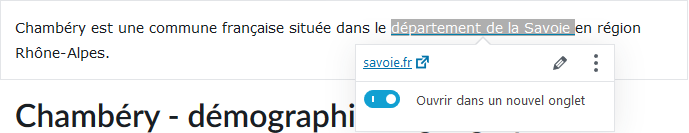 Chambéry est une commune française située dans le département de la Savoie en région
Rhône-Alpes.
savoie.fr
Ouvrir dans un nouvel onglet
Chambéry - démographi